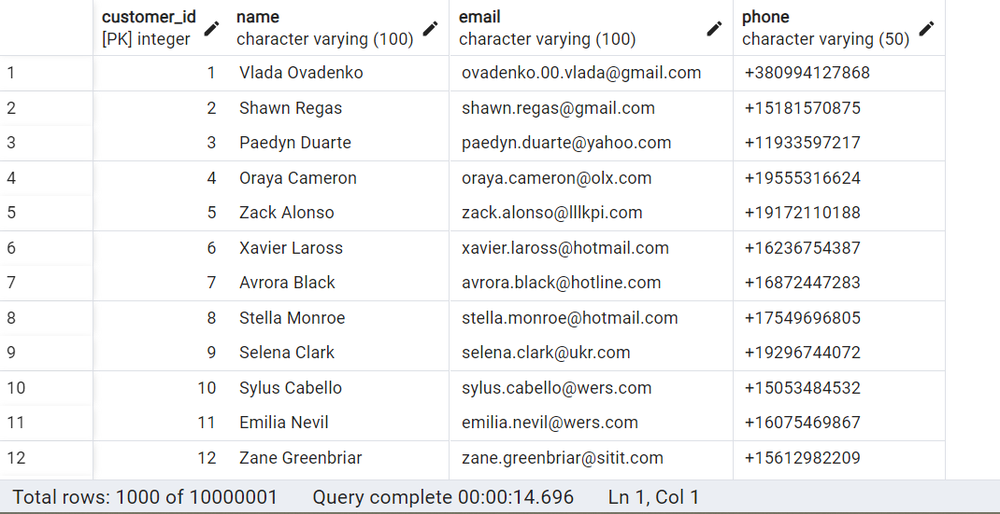 customer_id name email phone
[PK] integer character varying (100) character varying (100) character varying (50)
1 1 Vlada Ovadenko ovadenko.00.vlada@gmail.com +380994127868
2 2 Shawn Regas shawn.regas@gmail.com +15181570875
3 3 Paedyn Duarte paedyn.duarte@yahoo.com +11933597217
4 4 Oraya Cameron oraya.cameron@olx.com +19555316624
5 5 Zack Alonso zack.alonso@lllkpi.com +19172110188
6 6 Xavier Laross xavier.laross@hotmail.com +16236754387
7 7 Avrora Black avrora.black@hotline.com +16872447283
8 8 Stella Monroe stella.monroe@hotmail.com +17549696805
9 9 Selena Clark selena.clark@ukr.com +19296744072
10 10 Sylus Cabello sylus.cabello@wers.com +15053484532
11 11 Emilia Nevil emilia.nevil@wers.com +16075469867
12 12 Zane Greenbriar zane.greenbriar@sitit.com +15612982209
Total rows: 1000 of 10000001 Query complete 00:00:14.696 Ln 1, Col 1